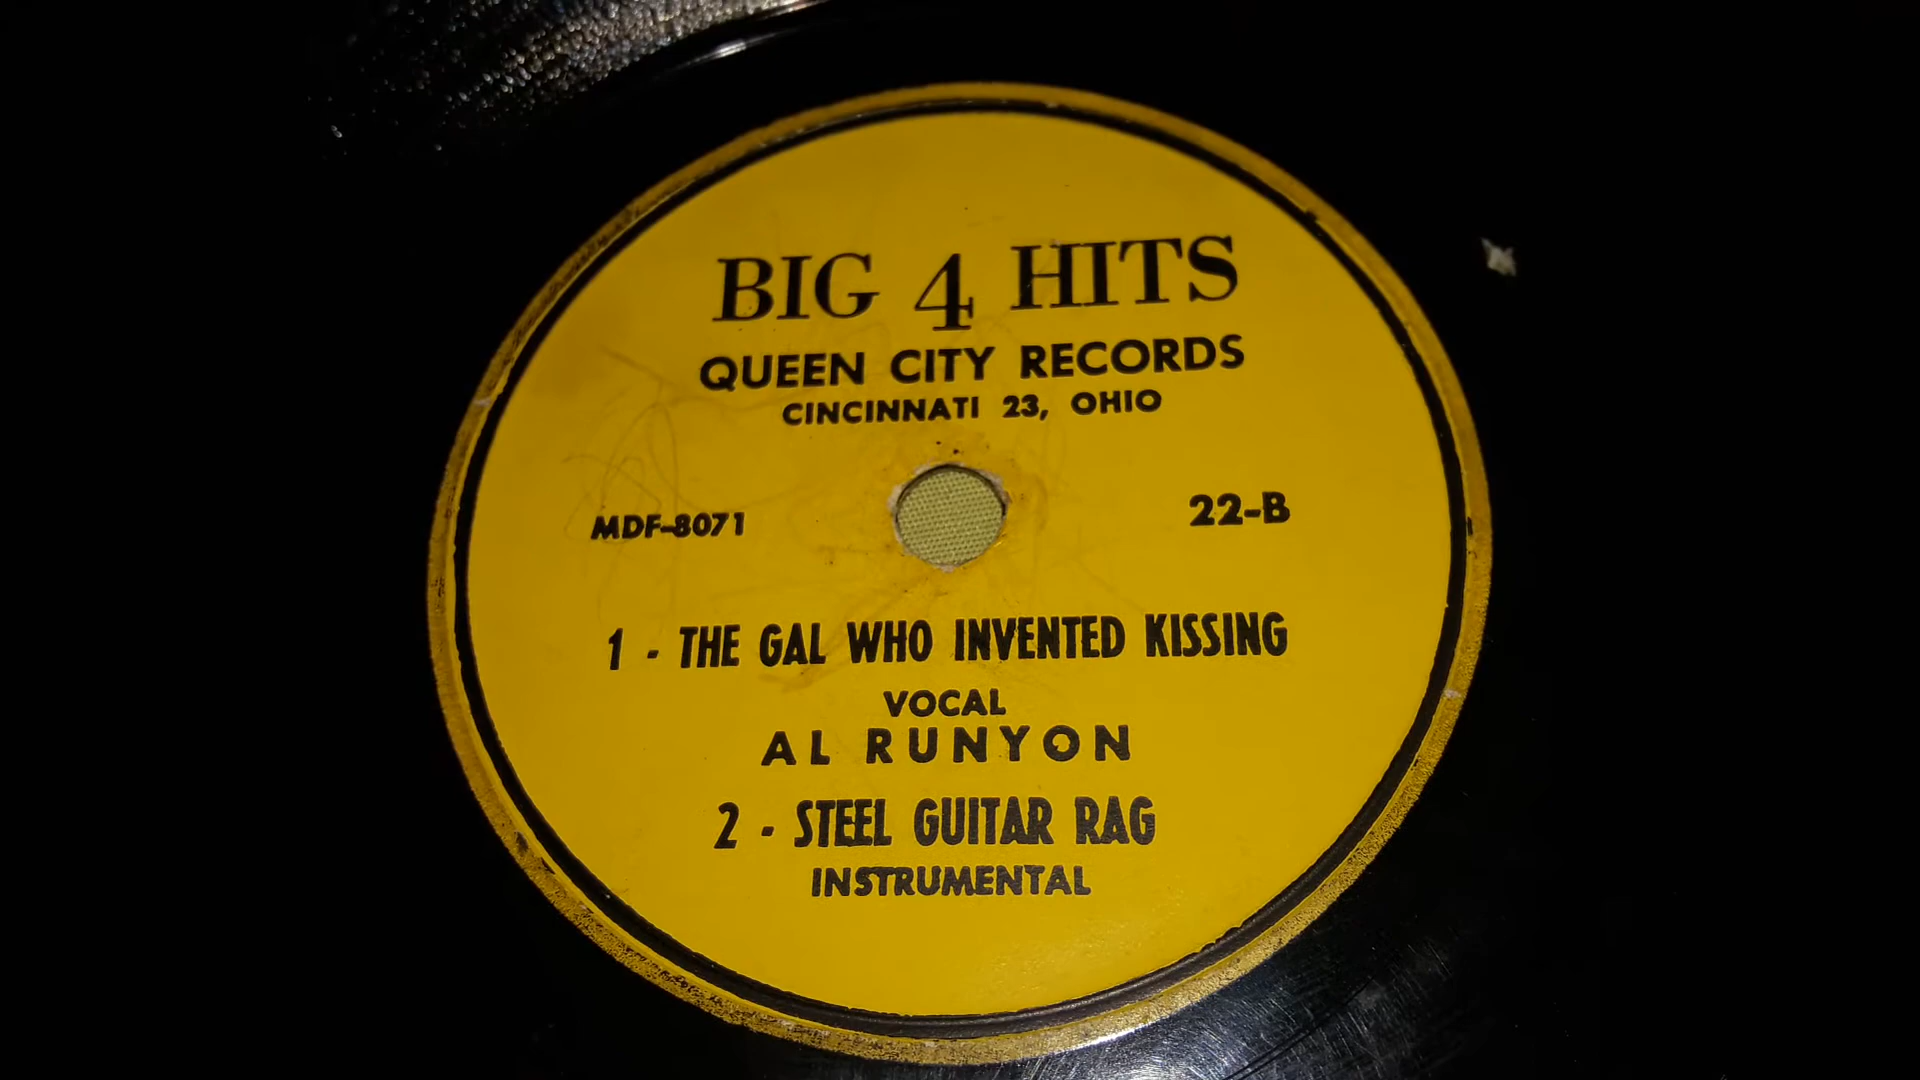 BIG 4 HITS
QUEEN CITY RECORDS
CINCINNATI 23, OHIO
MDF-8071 22-B
1 - THE GAL WHO INVENTED KISSING
VOCAL
AL RUNYON
2 - STEEL GUITAR RAG
INSTRUMENTAL